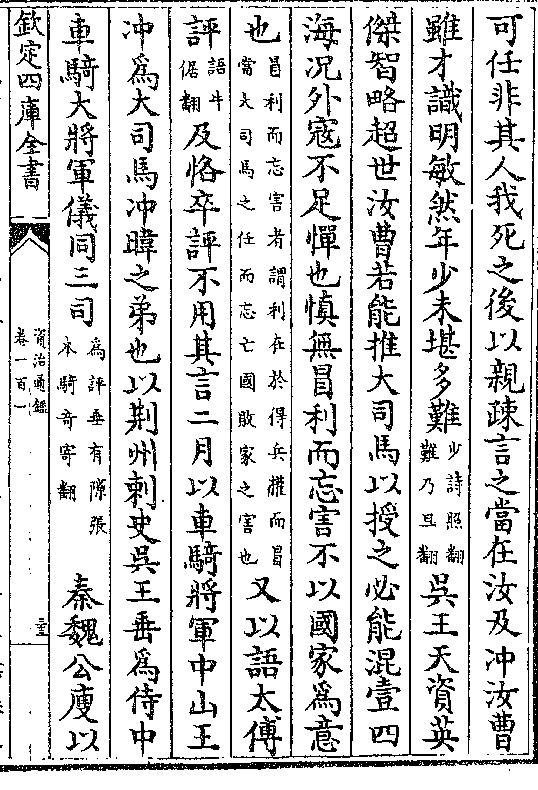 可任非其人我死之後以親疎言之當在汝及冲汝曹
雖才識明敏然年少未堪多難少詩照翻難乃旦翻吳王天資英
傑智略超世汝曹若能推大司馬以授之必能混壹四
海況外寇不足憚也慎無冒利而忘害不以國家爲意
也冒利而忘害者謂利在於得兵權而冒當大司馬之任而忘亡國敗家之害也又以語太傅
評語牛倨翻及恪卒評不用其言二月以車騎將軍中山王
冲爲大司馬冲暐之弟也以荆州刺史吳王垂爲侍中
車騎大將軍儀同三司爲評垂有隙張本騎奇寄翻秦魏公廋以
欽定四庫全書
資治通鑑
卷一百一